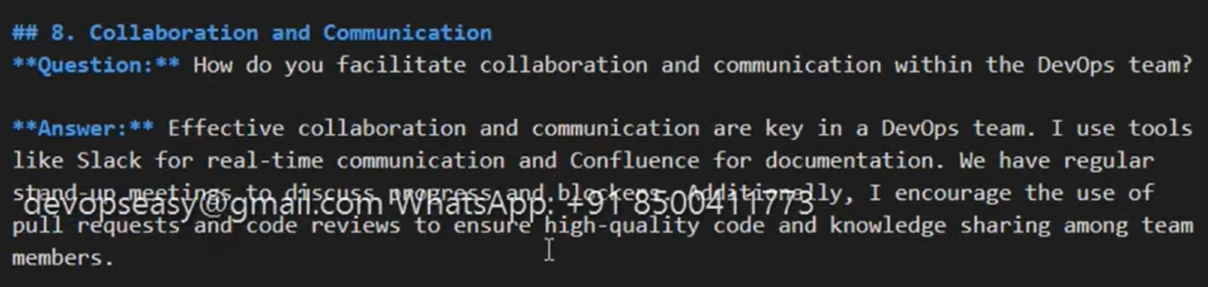 ## 8. Collaboration and Communication
**Question:** How do you facilitate collaboration and communication within the DevOps team?
**Answer:** Effective collaboration and communication are key in a DevOps team. I use tools
like Slack for real-time communication and Confluence for documentation. We have regular
stand-up meetings to discuss progress and blockers. Additionally, I encourage the use of
devopseasy@gmail.com WhatsApp: +91 8500411773
pull requests and code reviews to ensure high-quality code and knowledge sharing among team
members.